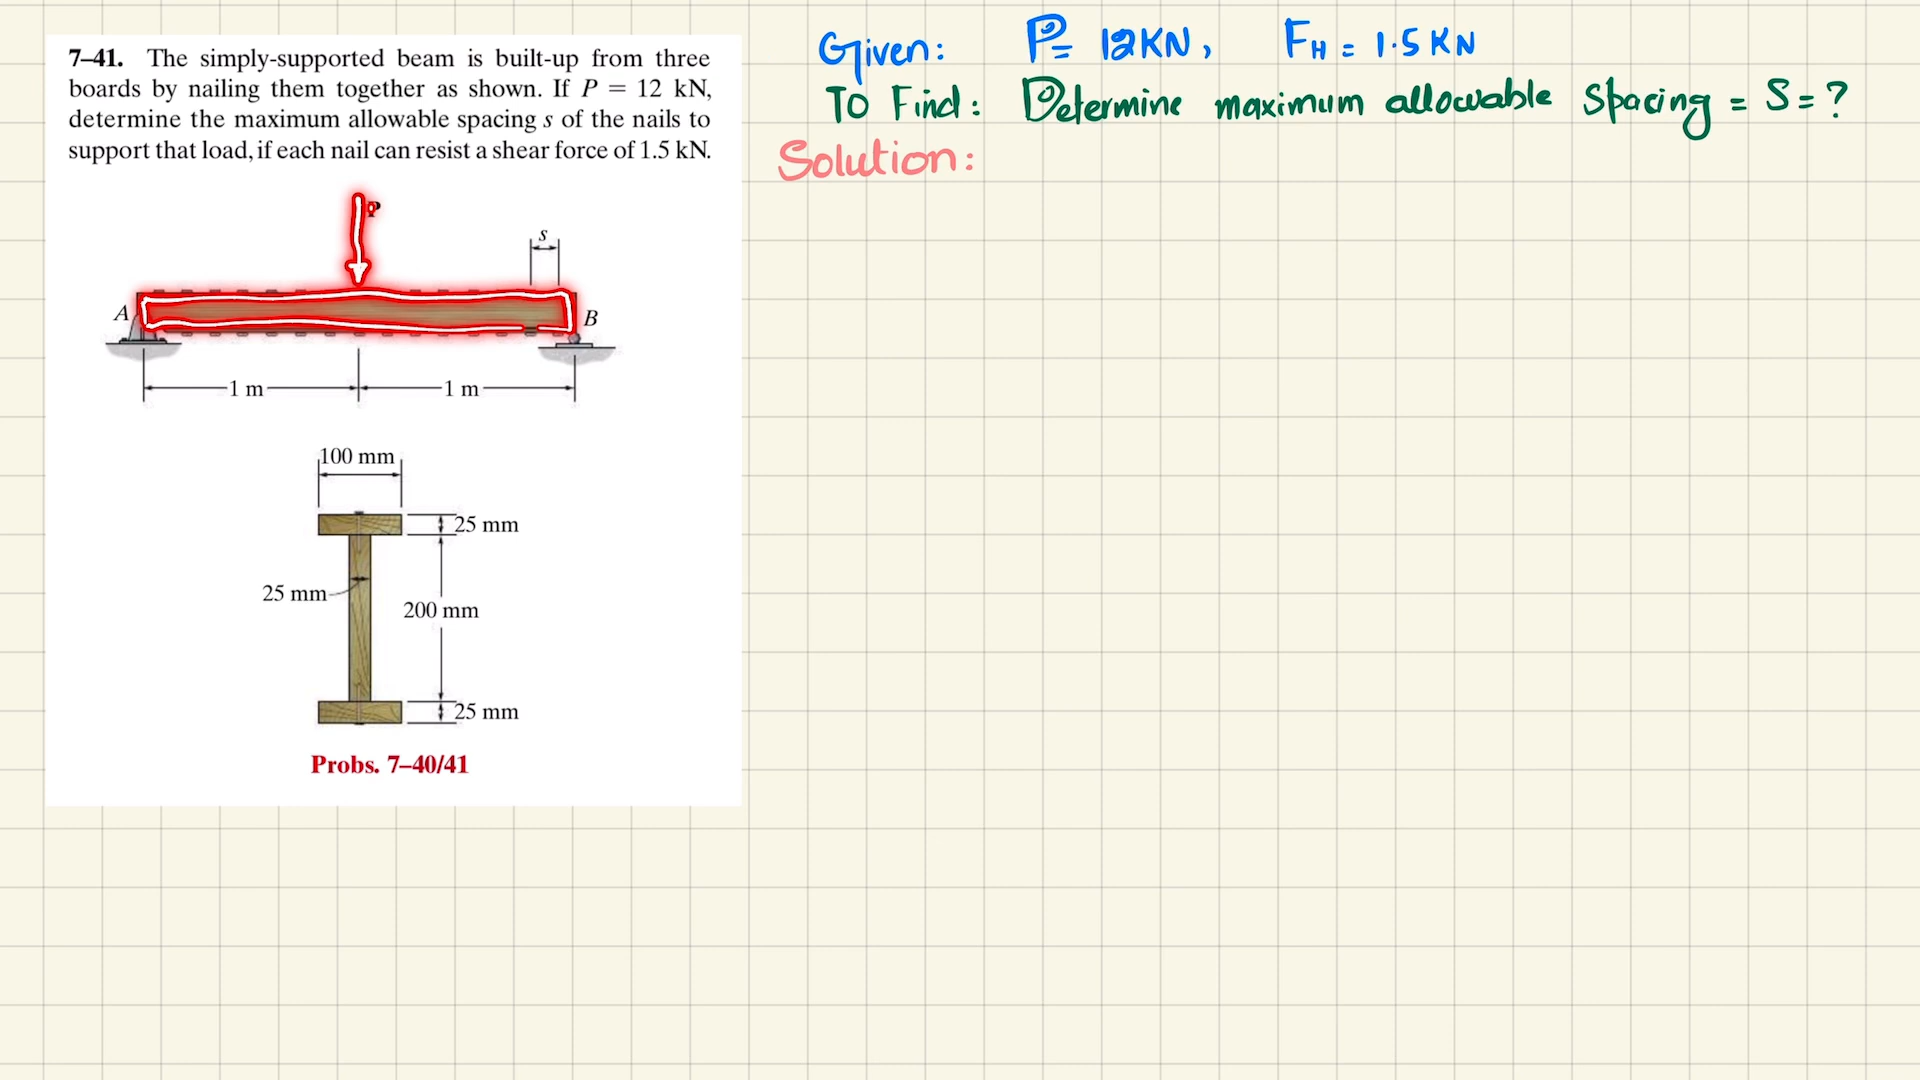 7–41. The simply-supported beam is built-up from three
boards by nailing them together as shown. If P = 12 kN,
determine the maximum allowable spacing s of the nails to
support that load, if each nail can resist a shear force of 1.5 kN.
P
s
A
B
1 m
1 m
100 mm
25 mm
25 mm
200 mm
25 mm
Probs. 7–40/41
Given: P = 12KN, FH = 1.5 KN
To Find: Determine maximum allowable Spacing = S = ?
Solution: